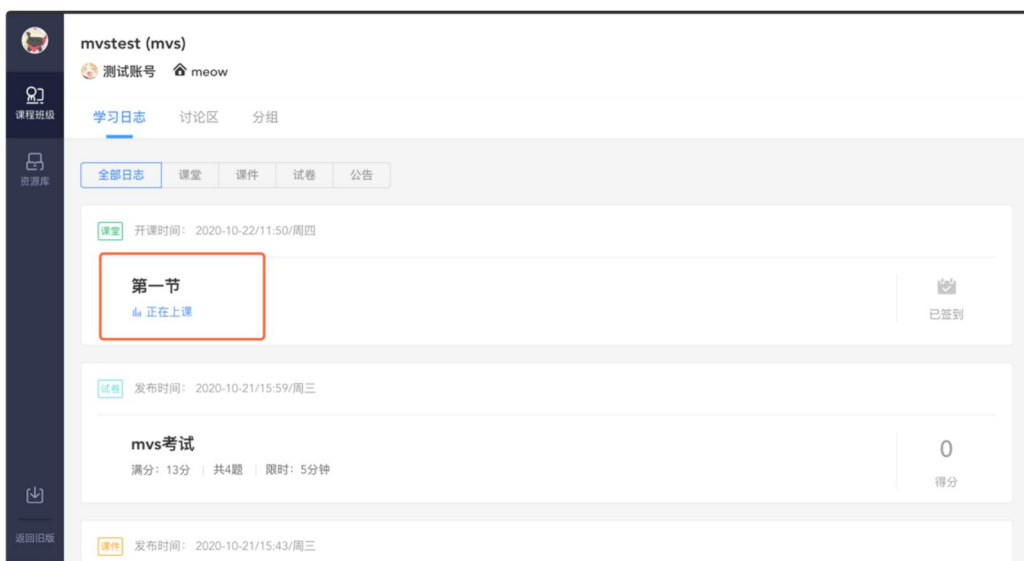 mvstest (mvs)
测试账号 meow
课程班级
学习日志 讨论区 分组
资源库
全部日志 课堂 课件 试卷 公告
课堂 开课时间: 2020-10-22/11:50/周四
第一节
正在上课
已签到
试卷 发布时间: 2020-10-21/15:59/周三
mvs考试
满分: 13分 共4题 限时: 5分钟
0
得分
返回旧版
课件 发布时间: 2020-10-21/15:43/周三